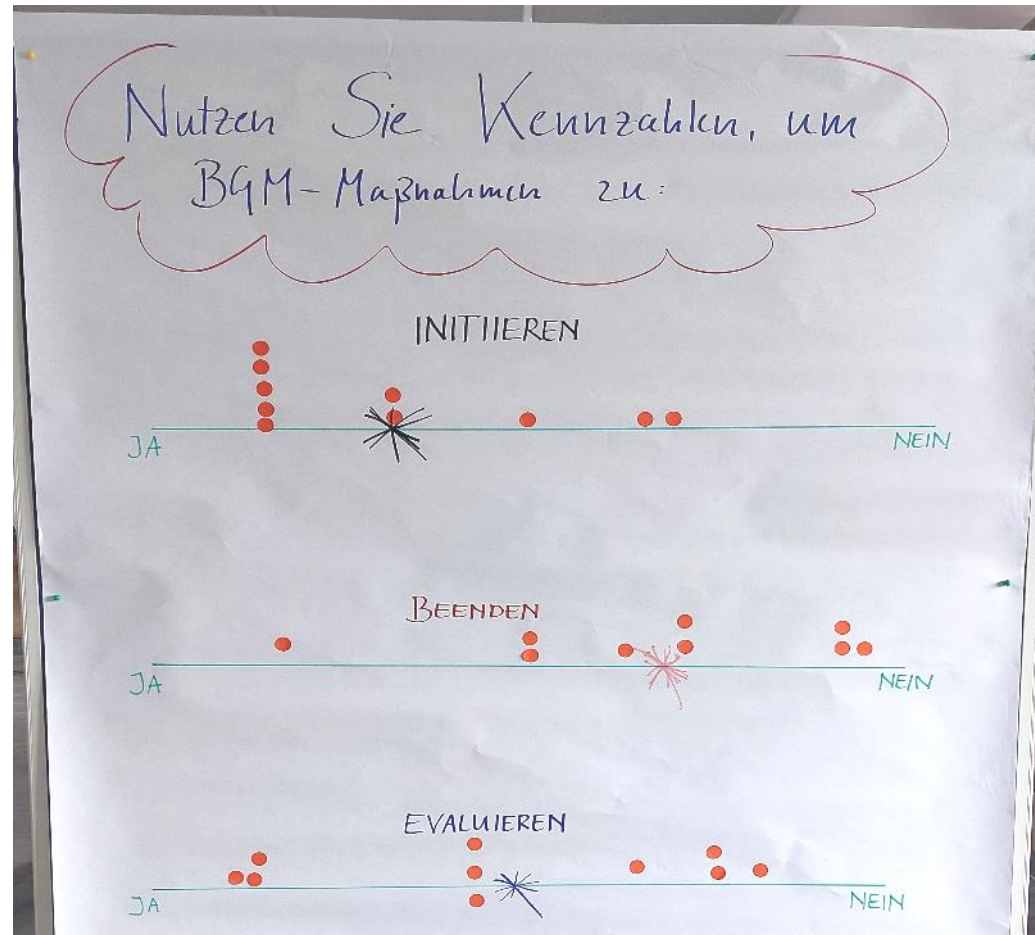 Nutzen Sie Kennzahlen, um
BGM-Maßnahmen zu:
INITIIEREN
JA NEIN
BEENDEN
JA NEIN
EVALUIEREN
JA NEIN